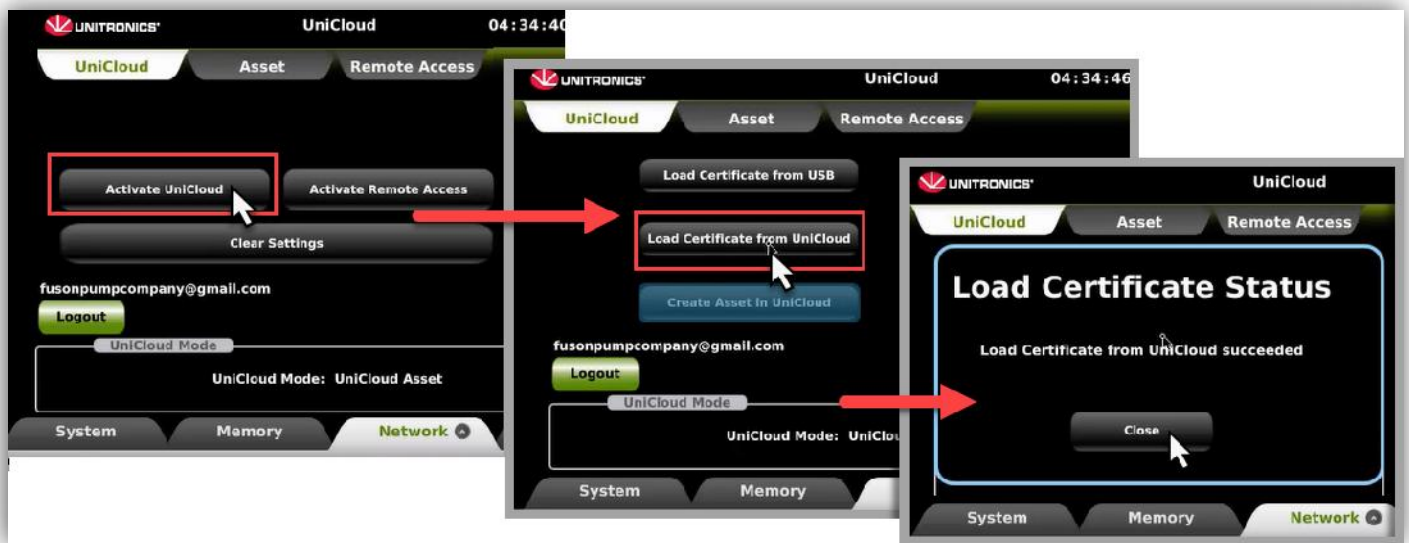 UNITRONICS® UniCloud 04:34:40
UniCloud Asset Remote Access
Activate UniCloud Activate Remote Access
Clear Settings
fusonpumpcompany@gmail.com
Logout
UniCloud Mode
UniCloud Mode: UniCloud Asset
System Memory Network
UNITRONICS® UniCloud 04:34:46
UniCloud Asset Remote Access
Load Certificate from USB
Load Certificate from UniCloud
Create Asset in UniCloud
fusonpumpcompany@gmail.com
Logout
UniCloud Mode
UniCloud Mode: UniClou
System Memory
UNITRONICS® UniCloud
UniCloud Asset Remote Access
Load Certificate Status
Load Certificate from UniCloud succeeded
Close
System Memory Network